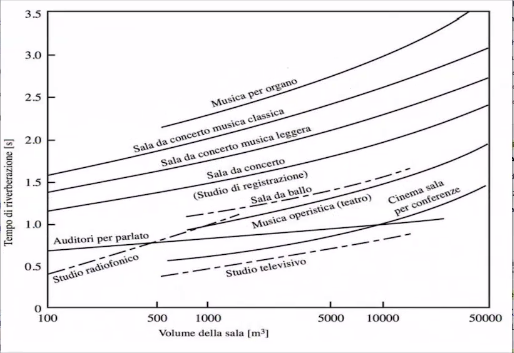 3.5
3.0
2.5
2.0
1.5
1.0
0.5
0
Tempo di riverberazione [s]
Musica per organo
Sala da concerto musica classica
Sala da concerto musica leggera
Sala da concerto
(Studio di registrazione)
Sala da ballo
Musica operistica (teatro)
Cinema sala
per conferenze
Auditori per parlato
Studio radiofonico
Studio televisivo
100 500 1000 5000 10000 50000
Volume della sala [m³]